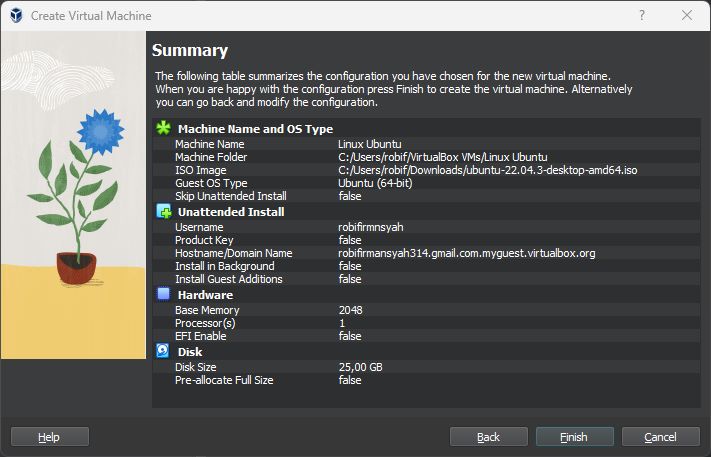 Create Virtual Machine
?
Summary
The following table summarizes the configuration you have chosen for the new virtual machine.
When you are happy with the configuration press Finish to create the virtual machine. Alternatively
you can go back and modify the configuration.
Machine Name and OS Type
Machine Name Linux Ubuntu
Machine Folder C:/Users/robif/VirtualBox VMs/Linux Ubuntu
ISO Image C:/Users/robif/Downloads/ubuntu-22.04.3-desktop-amd64.iso
Guest OS Type Ubuntu (64-bit)
Skip Unattended Install false
Unattended Install
Username robifirmnsyah
Product Key false
Hostname/Domain Name robifirmansyah314.gmail.com.myguest.virtualbox.org
Install in Background false
Install Guest Additions false
Hardware
Base Memory 2048
Processor(s) 1
EFI Enable false
Disk
Disk Size 25,00 GB
Pre-allocate Full Size false
Help Back Finish Cancel